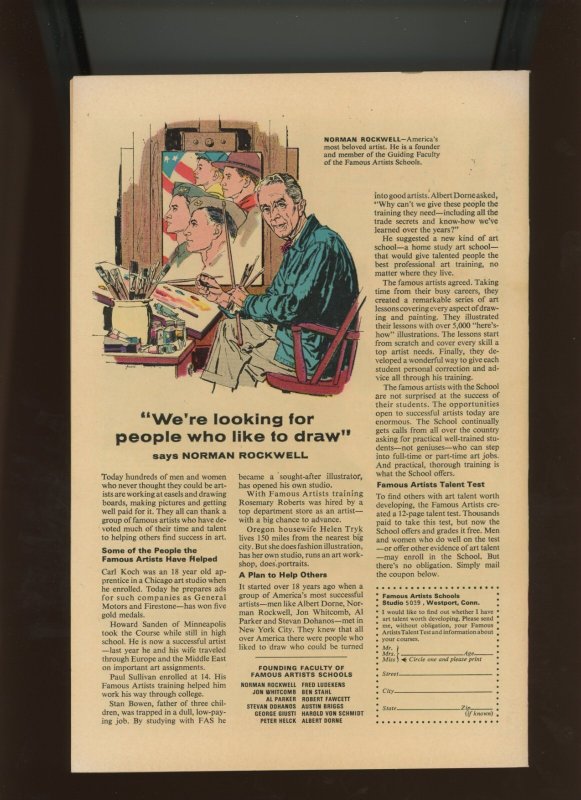 NORMAN ROCKWELL—America's
most beloved artist. He is a founder
and member of the Guiding Faculty
of the Famous Artists Schools.
"We're looking for
people who like to draw"
says NORMAN ROCKWELL
Today hundreds of men and women
who never thought they could be art-
ists are working at easels and drawing
boards, making pictures and getting
well paid for it. They all can thank a
group of famous artists who have de-
voted much of their time and talent
to helping others find success in art.
Some of the People the
Famous Artists Have Helped
Carl Koch was an 18 year old ap-
prentice in a Chicago art studio when
he enrolled. Today he prepares ads
for such companies as General
Motors and Firestone—has won five
gold medals.
Howard Sanden of Minneapolis
took the Course while still in high
school. He is now a successful artist
—last year he and his wife traveled
through Europe and the Middle East
on important art assignments.
Paul Sullivan enrolled at 14. His
Famous Artists training helped him
work his way through college.
Stan Bowen, father of three chil-
dren, was trapped in a dull, low-pay-
ing job. By studying with FAS he
became a sought-after illustrator,
has opened his own studio.
With Famous Artists training
Rosemary Roberts was hired by a
top department store as an artist—
with a big chance to advance.
Oregon housewife Helen Tryk
lives 150 miles from the nearest big
city. But she does fashion illustration,
has her own studio, runs an art work-
shop, does portraits.
A Plan to Help Others
It started over 18 years ago when a
group of America's most successful
artists—men like Albert Dorne, Nor-
man Rockwell, Jon Whitcomb, Al
Parker and Stevan Dohanos—met in
New York City. They knew that all
over America there were people who
liked to draw who could be turned
FOUNDING FACULTY OF
FAMOUS ARTISTS SCHOOLS
NORMAN ROCKWELL FRED LUDEKENS
JON WHITCOMB BEN STAHL
AL PARKER ROBERT FAWCETT
STEVAN DOHANOS AUSTIN BRIGGS
GEORGE GIUSTI HAROLD VON SCHMIDT
PETER HELCK ALBERT DORNE
into good artists. Albert Dorne asked,
"Why can't we give these people the
training they need—including all the
trade secrets and know-how we've
learned over the years?"
He suggested a new kind of art
school—a home study art school—
that would give talented people the
best professional art training, no
matter where they live.
The famous artists agreed. Taking
time from their busy careers, they
created a remarkable series of art
lessons covering every aspect of draw-
ing and painting. They illustrated
their lessons with over 5,000 "here's-
how" illustrations. The lessons start
from scratch and cover every skill a
top artist needs. Finally, they de-
veloped a wonderful way to give each
student personal correction and ad-
vice all through his training.
The famous artists with the School
are not surprised at the success of
their students. The opportunities
open to successful artists today are
enormous. The School continually
gets calls from all over the country
asking for practical well-trained stu-
dents—not geniuses—who can step
into full-time or part-time art jobs.
And practical, thorough training is
what the School offers.
Famous Artists Talent Test
To find others with art talent worth
developing, the Famous Artists cre-
ated a 12-page talent test. Thousands
paid to take this test, but now the
School offers and grades it free. Men
and women who do well on the test
—or offer other evidence of art talent
—may enroll in the School. But
there's no obligation. Simply mail
the coupon below.
Famous Artists Schools
Studio 5039, Westport, Conn.
I would like to find out whether I have
art talent worth developing. Please send
me, without obligation, your Famous
Artists Talent Test and information about
your courses.
Mr.
Mrs. Age
Miss Circle one and please print
Street
City
State Zip
(if known)